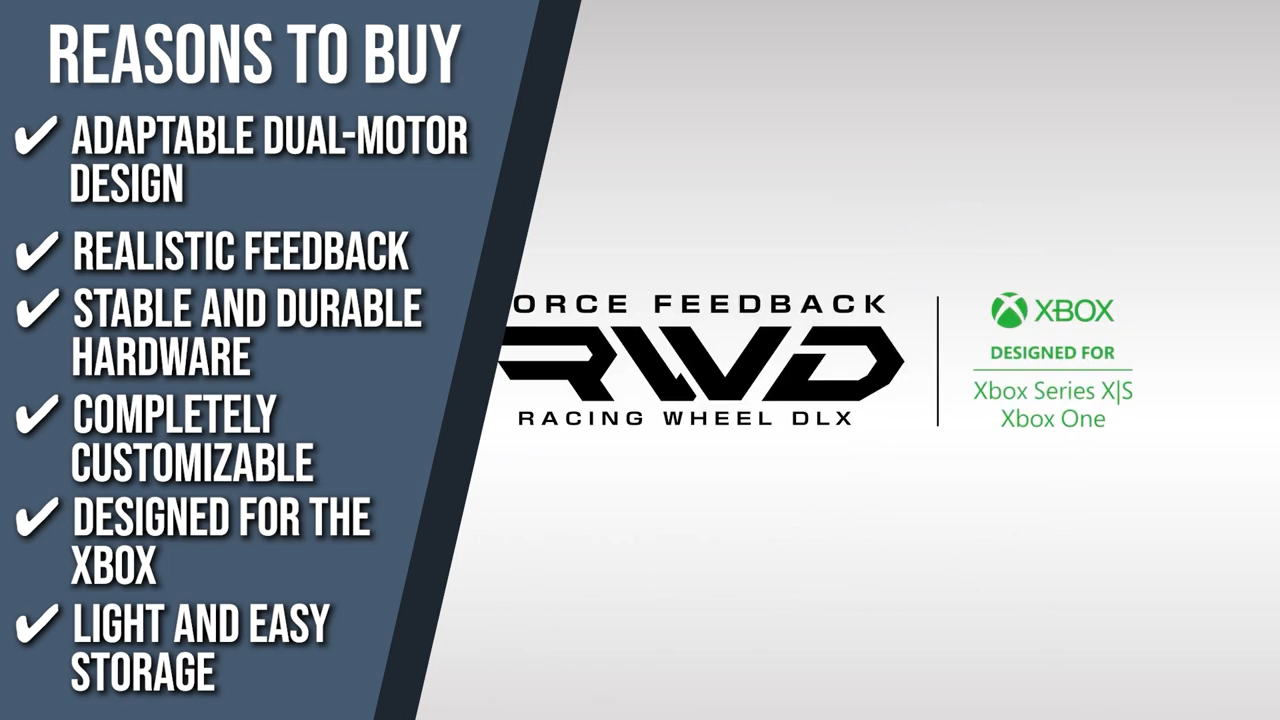 REASONS TO BUY
✔ ADAPTABLE DUAL-MOTOR
DESIGN
✔ REALISTIC FEEDBACK
✔ STABLE AND DURABLE
HARDWARE
✔ COMPLETELY
CUSTOMIZABLE
✔ DESIGNED FOR THE
XBOX
✔ LIGHT AND EASY
STORAGE
ORCE FEEDBACK
RWD
RACING WHEEL DLX
XBOX
DESIGNED FOR
Xbox Series X|S
Xbox One